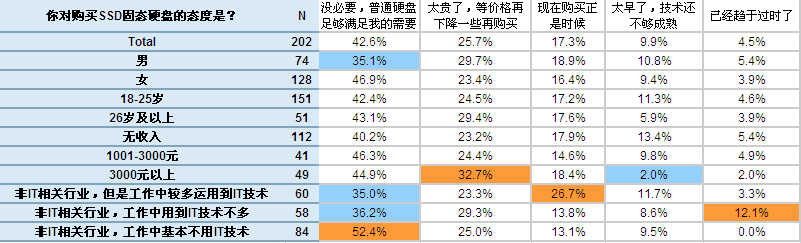 你对购买SSD固态硬盘的态度是? N 没必要，普通硬盘足够满足我的需要 太贵了，等价格再下降一些再购买 现在购买正是时候 太早了，技术还不够成熟 已经趋于过时了
Total 202 42.6% 25.7% 17.3% 9.9% 4.5%
男 74 35.1% 29.7% 18.9% 10.8% 5.4%
女 128 46.9% 23.4% 16.4% 9.4% 3.9%
18-25岁 151 42.4% 24.5% 17.2% 11.3% 4.6%
26岁及以上 51 43.1% 29.4% 17.6% 5.9% 3.9%
无收入 112 40.2% 23.2% 17.9% 13.4% 5.4%
1001-3000元 41 46.3% 24.4% 14.6% 9.8% 4.9%
3000元以上 49 44.9% 32.7% 18.4% 2.0% 2.0%
非IT相关行业，但是工作中较多运用到IT技术 60 35.0% 23.3% 26.7% 11.7% 3.3%
非IT相关行业，工作中用到IT技术不多 58 36.2% 29.3% 13.8% 8.6% 12.1%
非IT相关行业，工作中基本不用IT技术 84 52.4% 25.0% 13.1% 9.5% 0.0%